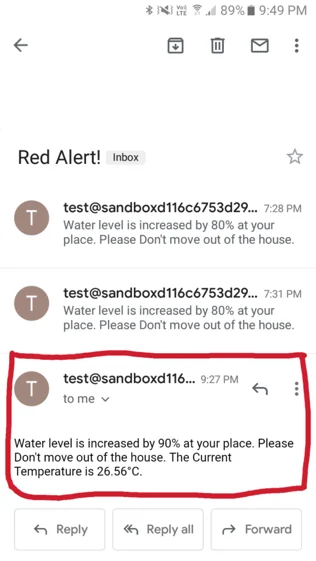 89% 9:49 PM
Red Alert! Inbox
T
test@sandboxd116c6753d29... 7:28 PM
Water level is increased by 80% at your
place. Please Don't move out of the house.
T
test@sandboxd116c6753d29... 7:31 PM
Water level is increased by 80% at your
place. Please Don't move out of the house.
T
test@sandboxd116... 9:27 PM
to me
Water level is increased by 90% at your place. Please
Don't move out of the house. The Current
Temperature is 26.56°C.
Reply
Reply all
Forward